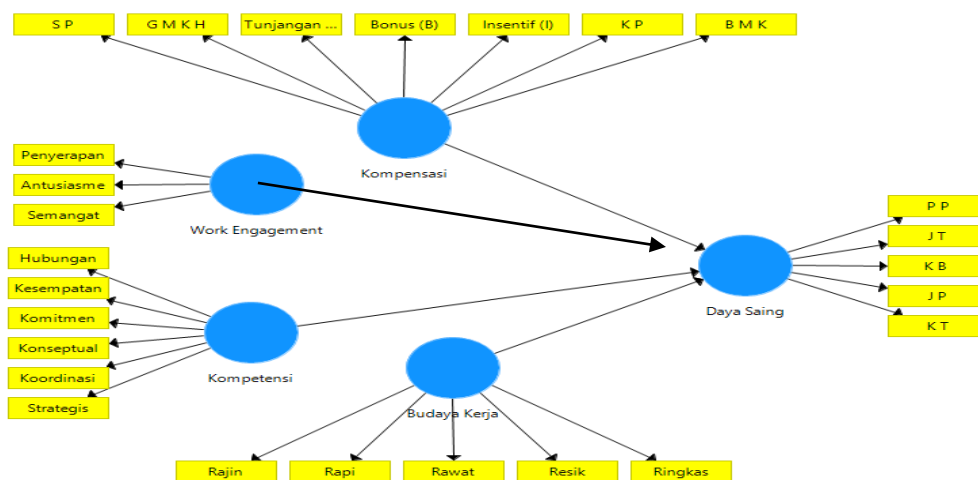 S P
G M K H
Tunjangan ...
Bonus (B)
Insentif (I)
K P
B M K
Kompensasi
Penyerapan
Antusiasme
Semangat
Work Engagement
P P
J T
K B
J P
K T
Daya Saing
Hubungan
Kesempatan
Komitmen
Konseptual
Koordinasi
Strategis
Kompetensi
Budaya Kerja
Rajin
Rapi
Rawat
Resik
Ringkas